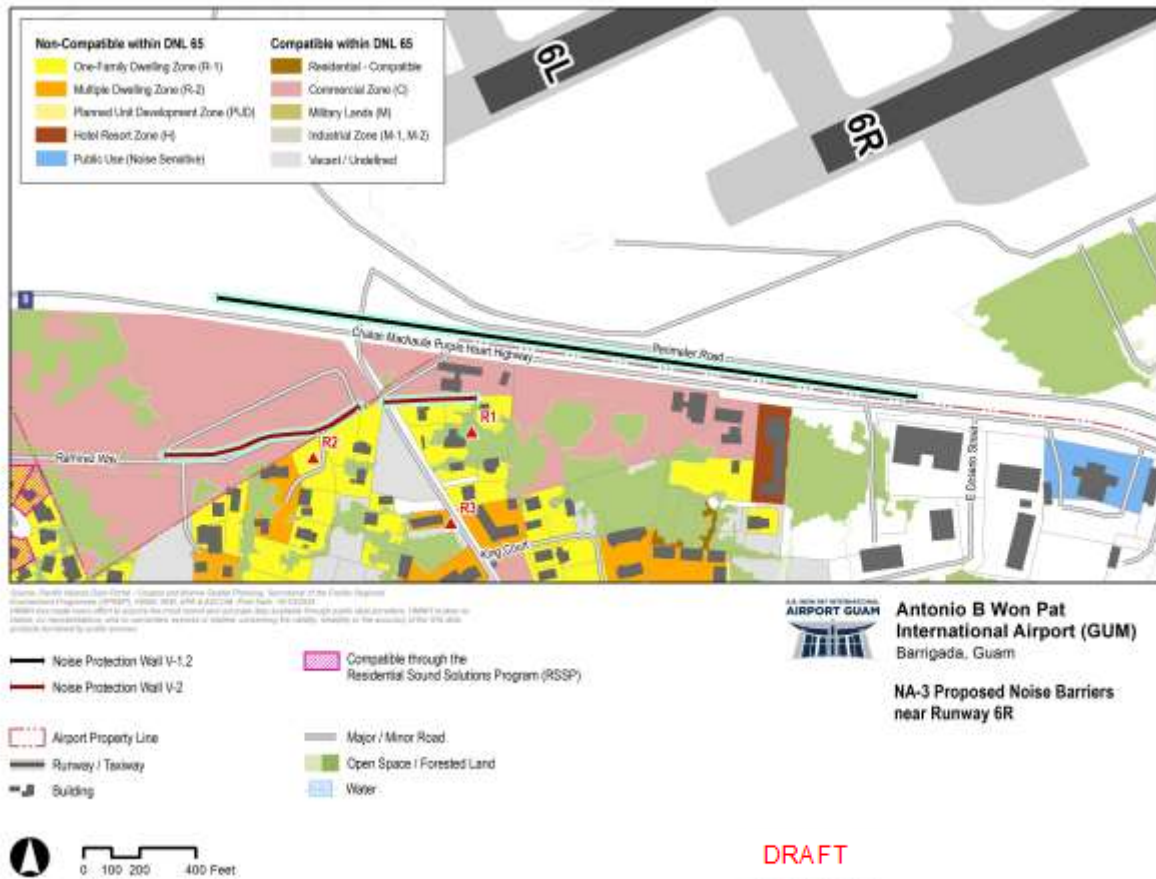 Non-Compatible within DNL 65
One-Family Dwelling Zone (R-1)
Multiple Dwelling Zone (R-2)
Planned Unit Development Zone (PUD)
Hotel Resort Zone (H)
Public Use (Noise Sensitive)
Compatible within DNL 65
Residential - Compatible
Commercial Zone (C)
Military Lands (M)
Industrial Zone (M-1, M-2)
Vacant / Undefined
6L
6R
8
Chalan Machaute Purple Heart Highway
Perimeter Road
R1
R2
R3
King Court
Noise Protection Wall V-1.2
Noise Protection Wall V-2
Compatible through the
Residential Sound Solutions Program (RSSP)
Airport Property Line
Runway / Taxiway
Building
Major / Minor Road
Open Space / Forested Land
Water
A.B. WON PAT INTERNATIONAL
AIRPORT GUAM
Antonio B Won Pat
International Airport (GUM)
Barrigada, Guam
NA-3 Proposed Noise Barriers
near Runway 6R
0 100 200 400 Feet
DRAFT